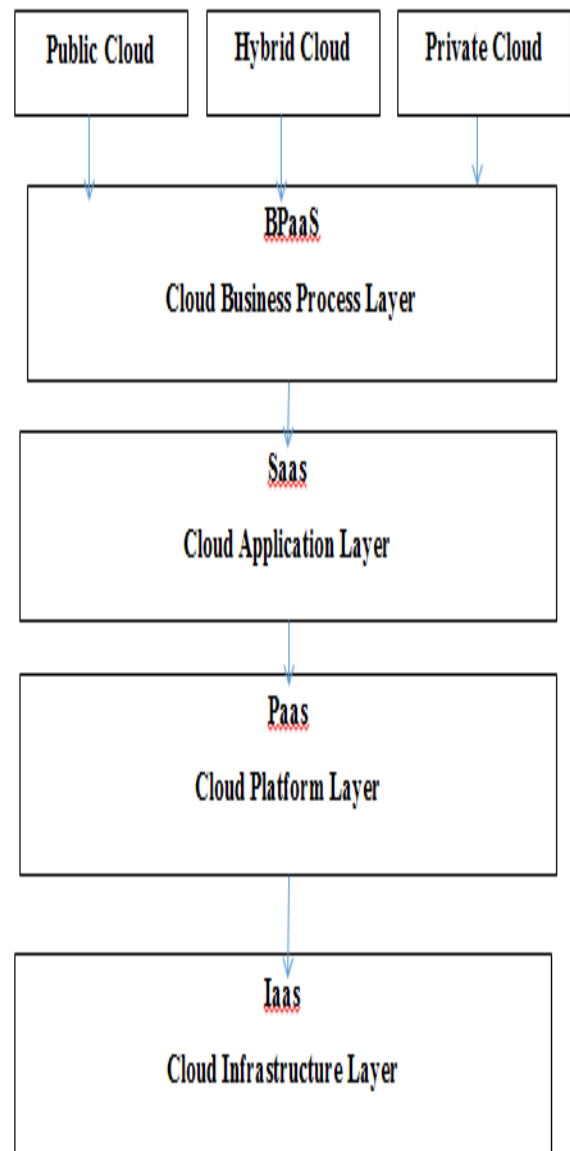 Public Cloud
Hybrid Cloud
Private Cloud
BPaaS
Cloud Business Process Layer
Saas
Cloud Application Layer
Paas
Cloud Platform Layer
Iaas
Cloud Infrastructure Layer